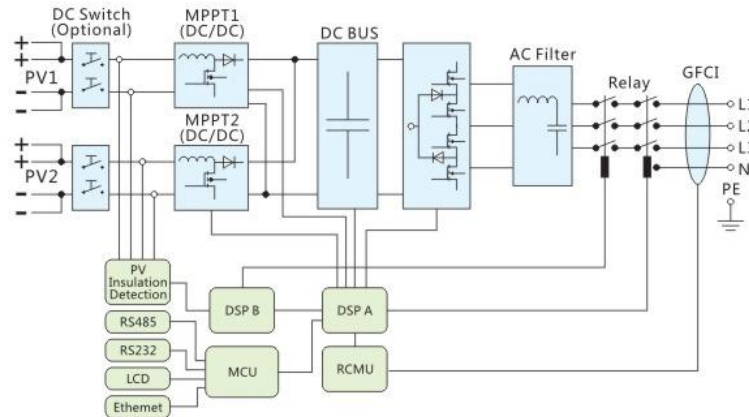 DC Switch
(Optional)
MPPT1
(DC/DC)
DC BUS
AC Filter
Relay
GFCI
PV1
L1
L2
L3
N
PE
MPPT2
(DC/DC)
PV2
PV
Insulation
Detection
DSP B
DSP A
RS485
RS232
LCD
Ethemet
MCU
RCMU